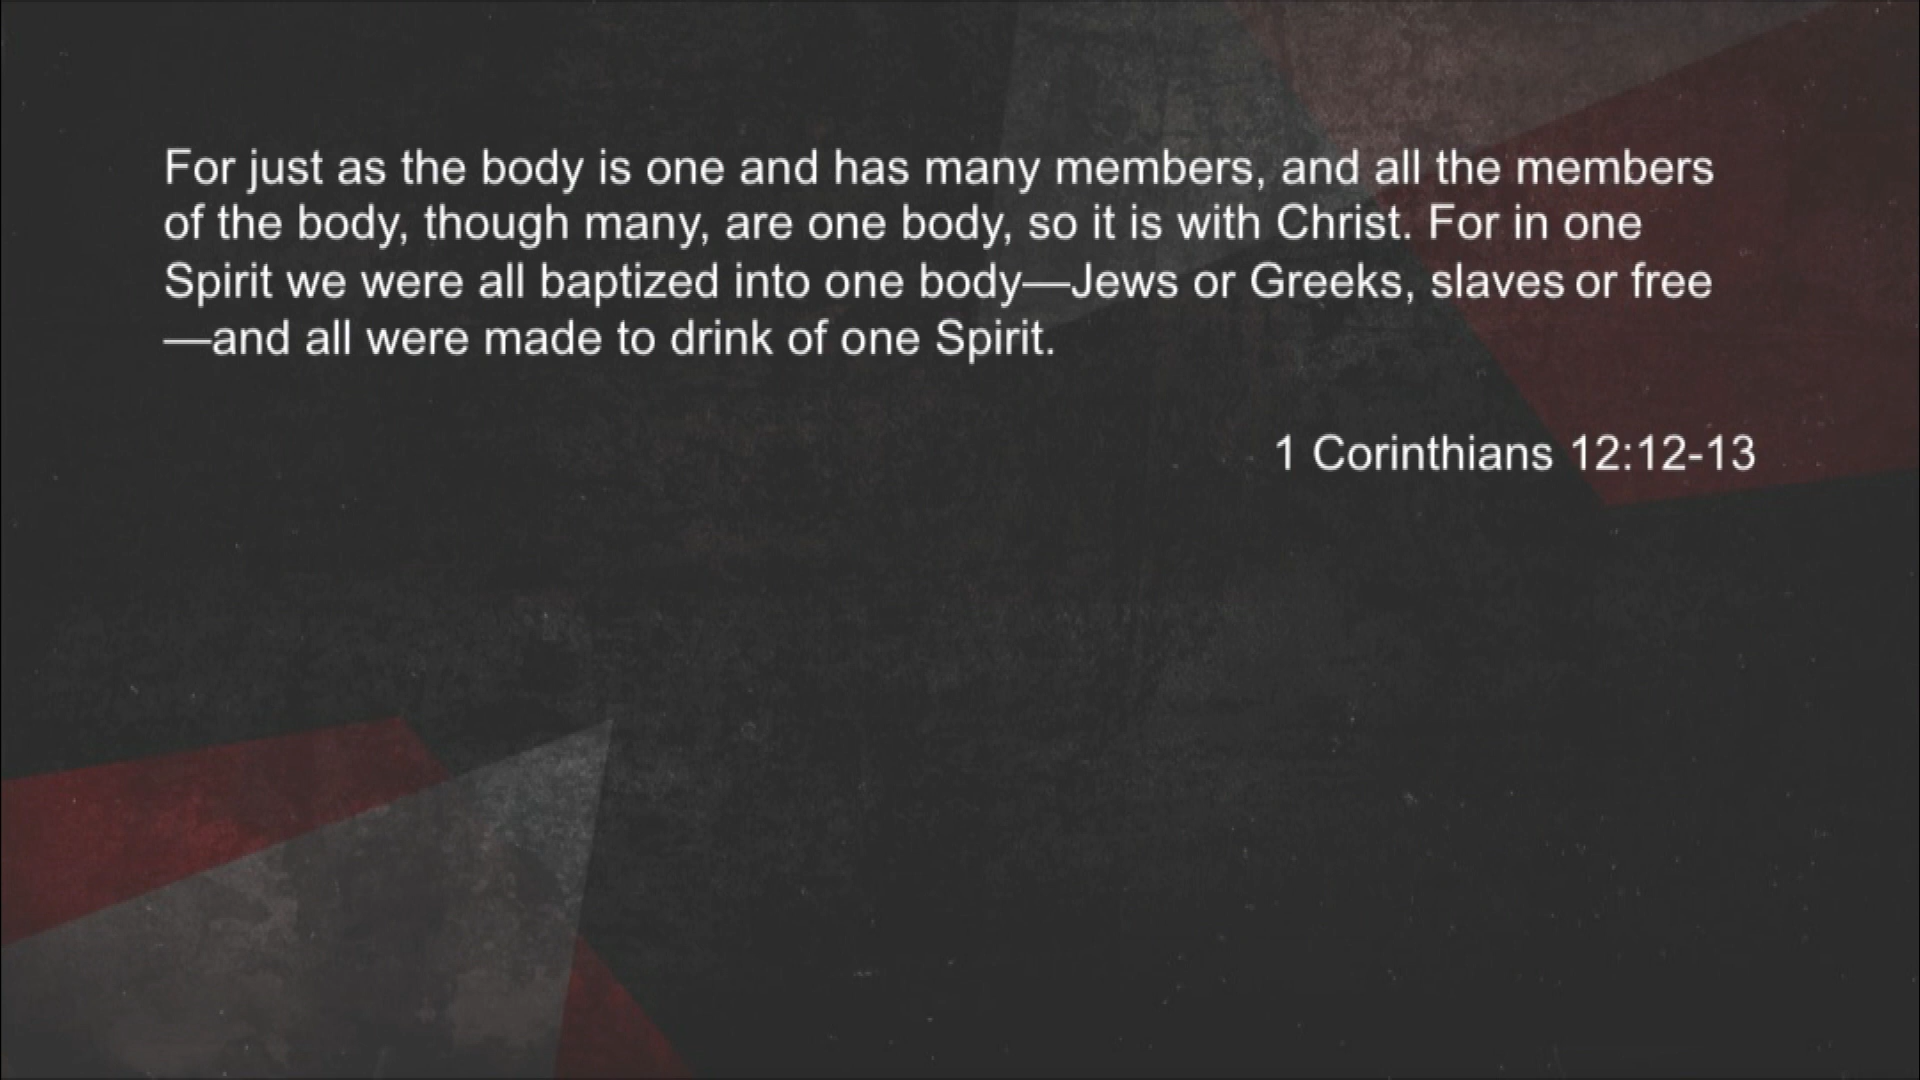 For just as the body is one and has many members, and all the members
of the body, though many, are one body, so it is with Christ. For in one
Spirit we were all baptized into one body—Jews or Greeks, slaves or free
—and all were made to drink of one Spirit.
1 Corinthians 12:12-13